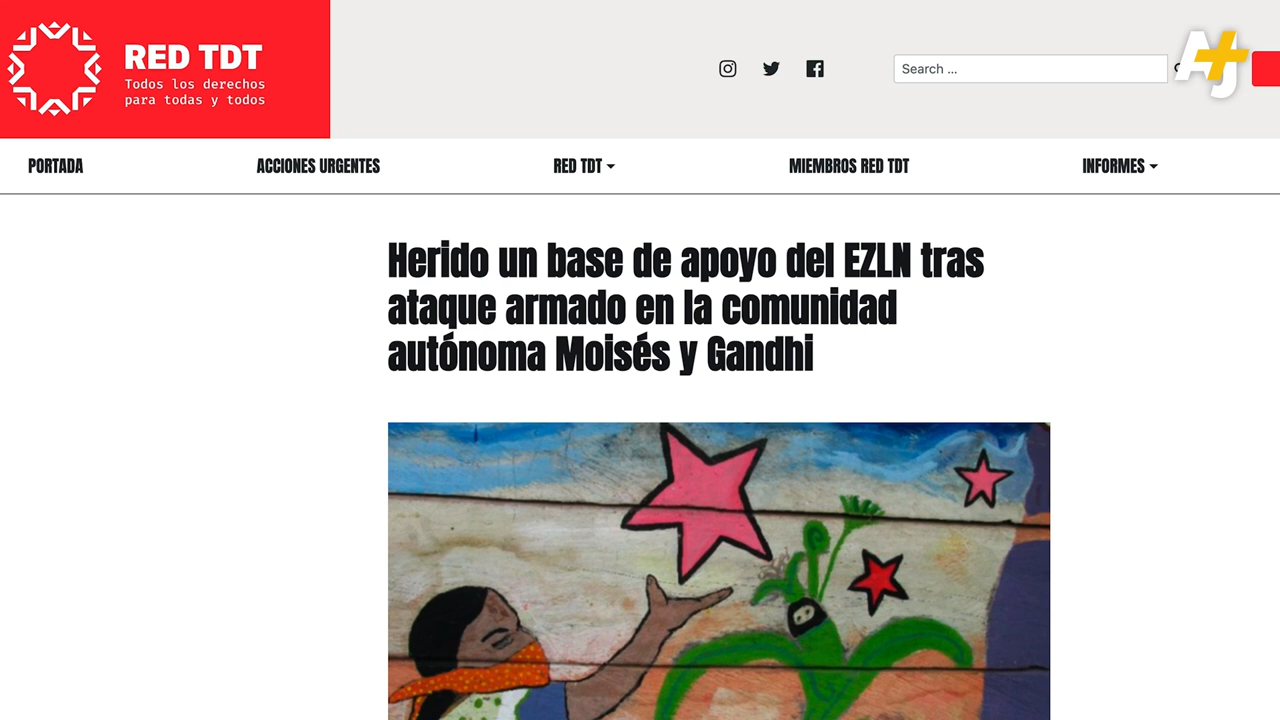 RED TDT
Todos los derechos
para todas y todos
Search ...
AJ+
PORTADA
ACCIONES URGENTES
RED TDT
MIEMBROS RED TDT
INFORMES
Herido un base de apoyo del EZLN tras
ataque armado en la comunidad
autónoma Moisés y Gandhi